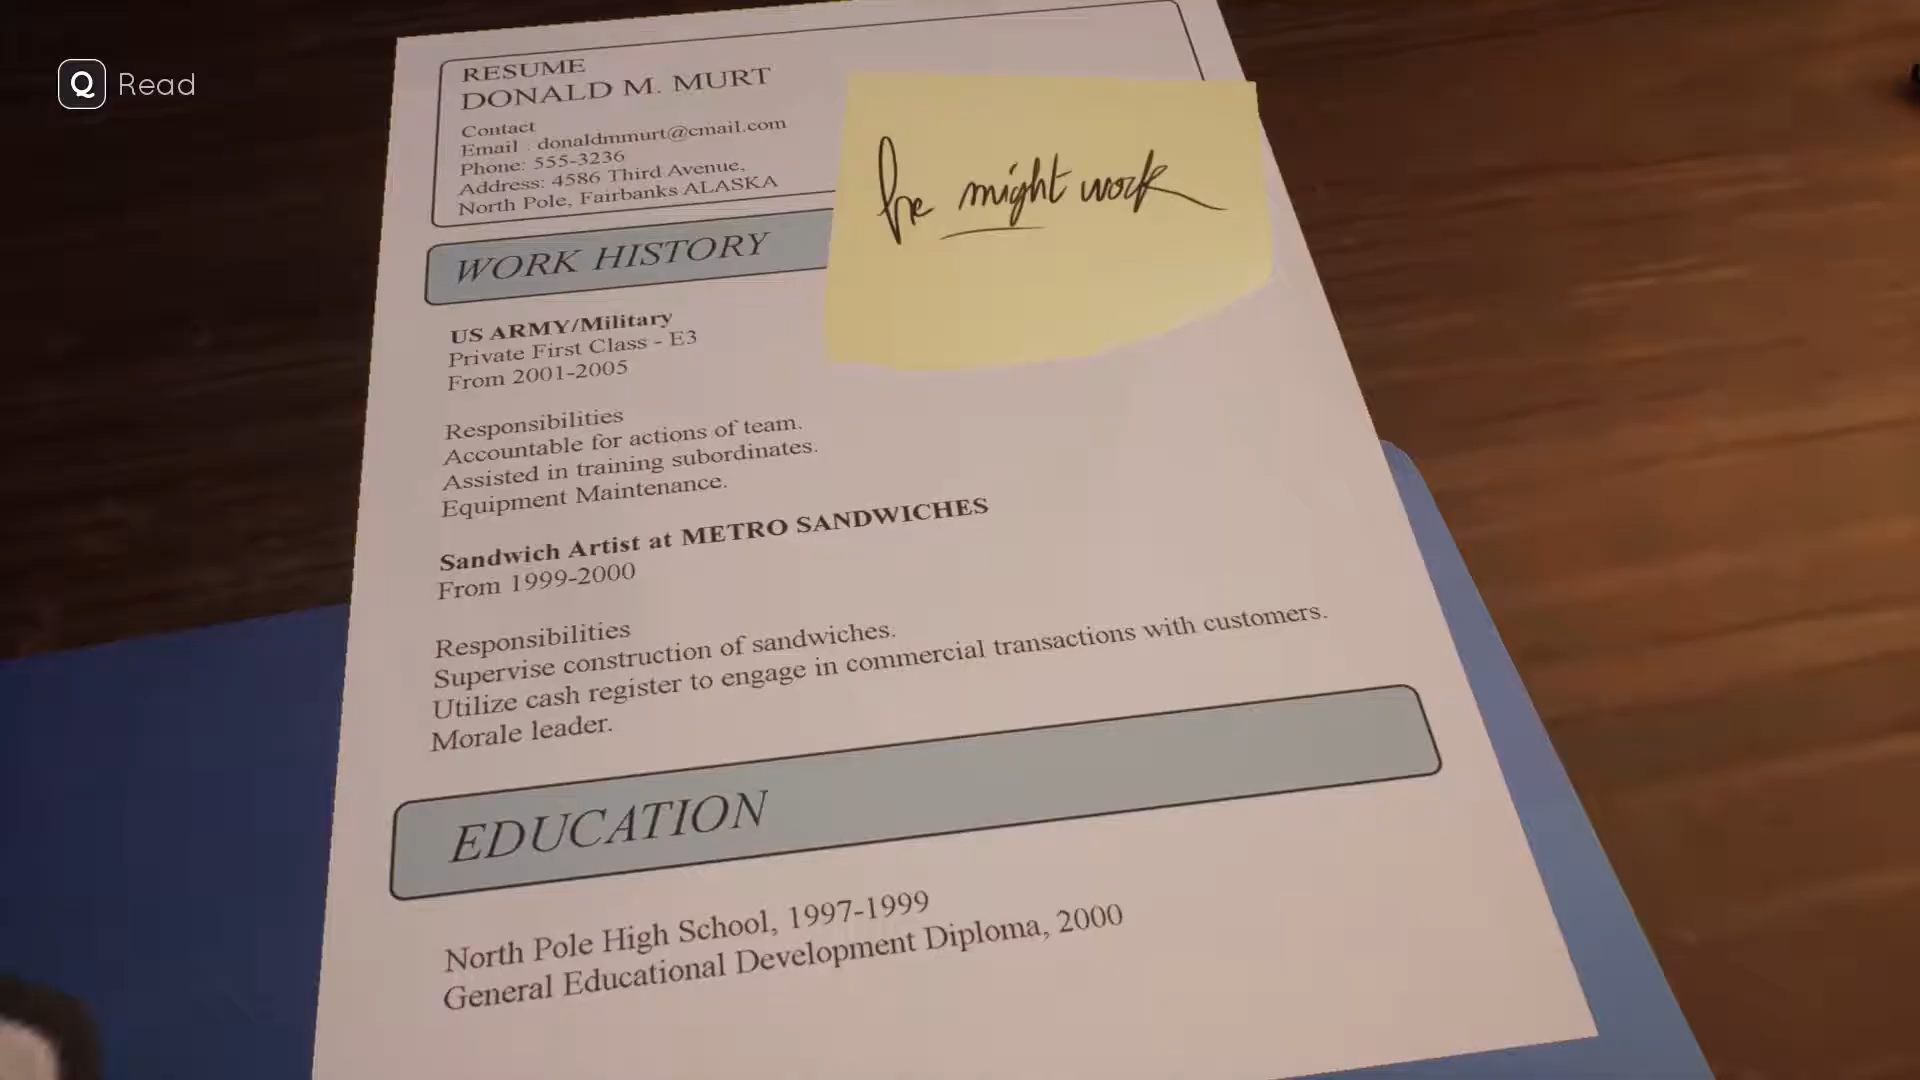 Q Read
RESUME
DONALD M. MURT
Contact
Email : donaldmmurt@cmail.com
Phone: 555-3236
Address: 4586 Third Avenue,
North Pole, Fairbanks ALASKA
he might work
WORK HISTORY
US ARMY/Military
Private First Class - E3
From 2001-2005
Responsibilities
Accountable for actions of team.
Assisted in training subordinates.
Equipment Maintenance.
Sandwich Artist at METRO SANDWICHES
From 1999-2000
Responsibilities
Supervise construction of sandwiches.
Utilize cash register to engage in commercial transactions with customers.
Morale leader.
EDUCATION
North Pole High School, 1997-1999
General Educational Development Diploma, 2000